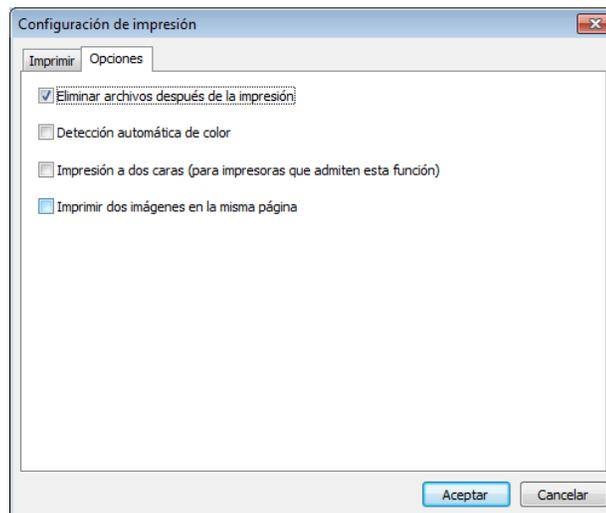 Configuración de impresión
Imprimir Opciones
Eliminar archivos después de la impresión
Detección automática de color
Impresión a dos caras (para impresoras que admiten esta función)
Imprimir dos imágenes en la misma página
Aceptar Cancelar